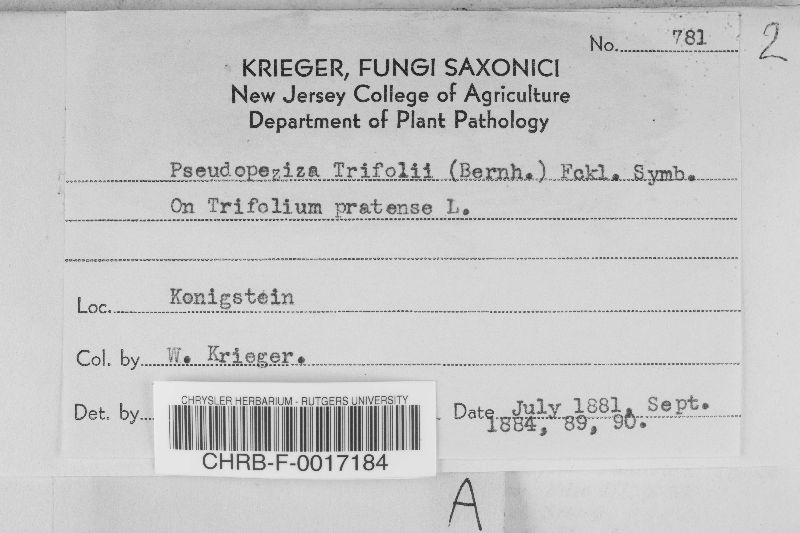 No. 781
2
KRIEGER, FUNGI SAXONICI
New Jersey College of Agriculture
Department of Plant Pathology
Pseudopeziza Trifolii (Bernh.) Fckl. Symb.
On Trifolium pratense L.
Loc. Konigstein
Col. by W. Krieger.
Det. by
Date July 1881, Sept.
1884, 89, 90.
CHRYSLER HERBARIUM - RUTGERS UNIVERSITY
CHRB-F-0017184
A